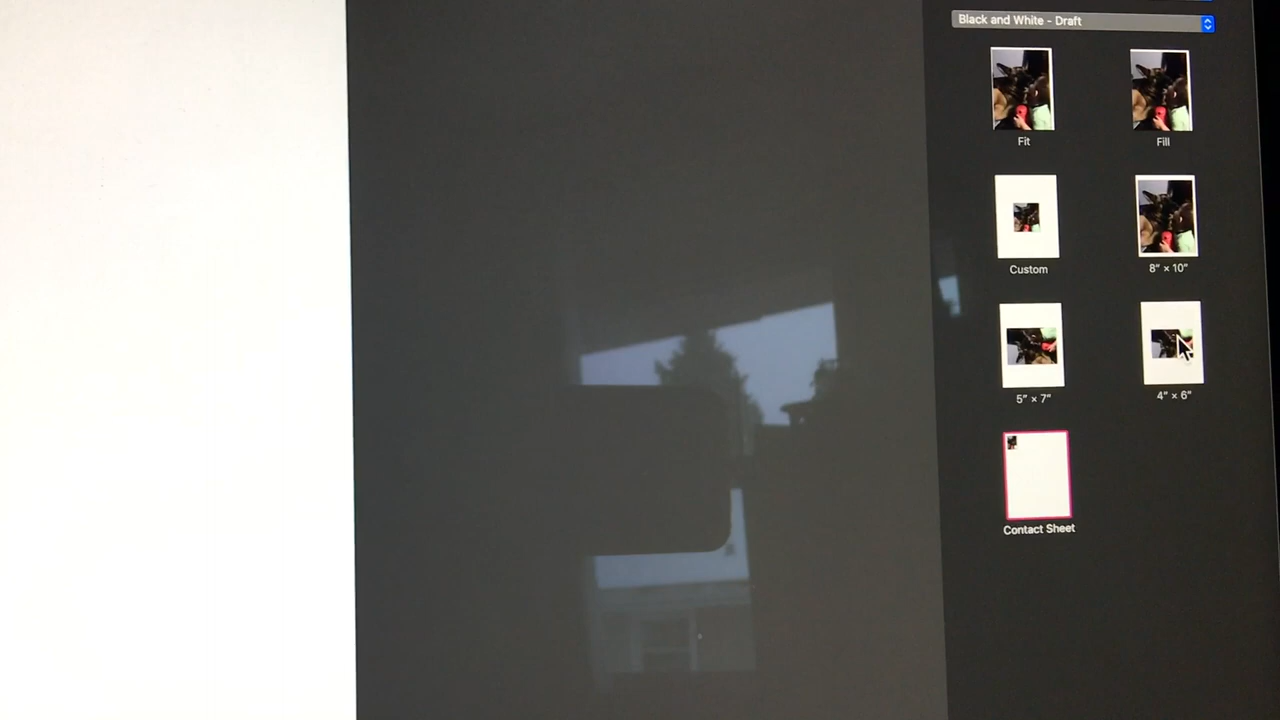 Black and White - Draft
Fit
Fill
Custom
8” × 10”
5” × 7”
4” × 6”
Contact Sheet